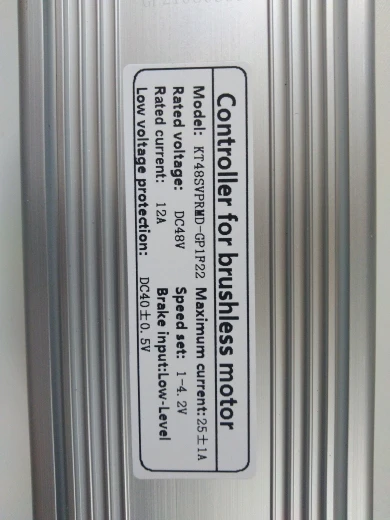 Controller for brushless motor
Model: KT48SVPRMD-GP1F22 Maximum current:25±1A
Rated voltage: DC48V Speed set: 1-4.2V
Rated current: 12A Brake input:Low-Level
Low voltage protection: DC40±0.5V